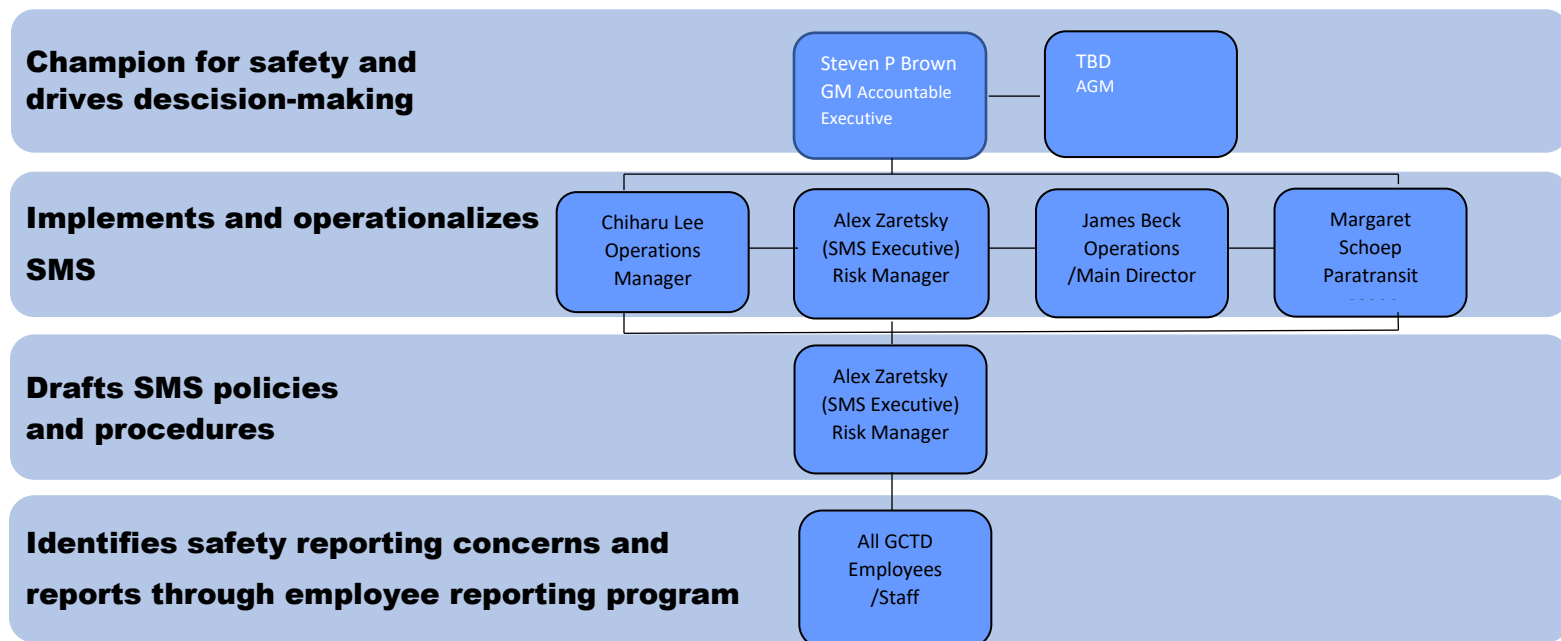 Champion for safety and
drives descision-making
Steven P Brown
GM Accountable
Executive
TBD
AGM
Implements and operationalizes
SMS
Chiharu Lee
Operations
Manager
Alex Zaretsky
(SMS Executive)
Risk Manager
James Beck
Operations
/Main Director
Margaret
Schoep
Paratransit
Drafts SMS policies
and procedures
Alex Zaretsky
(SMS Executive)
Risk Manager
Identifies safety reporting concerns and
reports through employee reporting program
All GCTD
Employees
/Staff